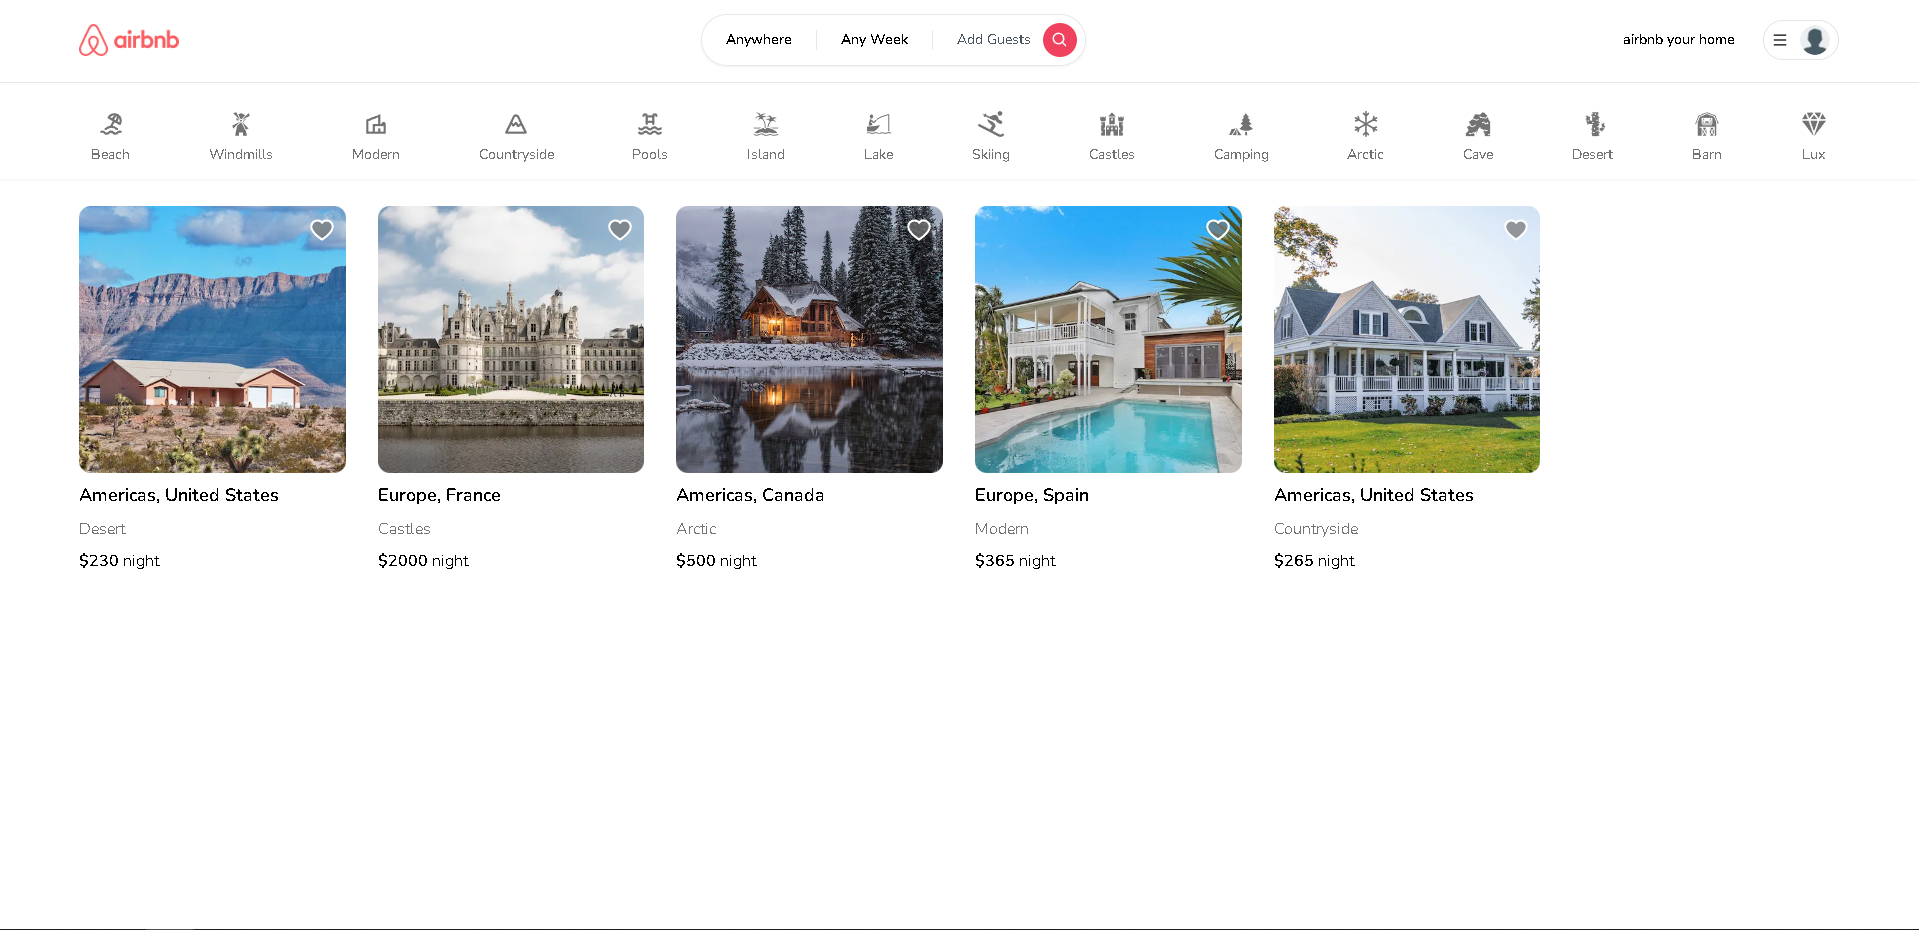 airbnb
Anywhere
Any Week
Add Guests
airbnb your home
Beach
Windmills
Modern
Countryside
Pools
Island
Lake
Skiing
Castles
Camping
Arctic
Cave
Desert
Barn
Lux
Americas, United States
Desert
$230 night
Europe, France
Castles
$2000 night
Americas, Canada
Arctic
$500 night
Europe, Spain
Modern
$365 night
Americas, United States
Countryside
$265 night